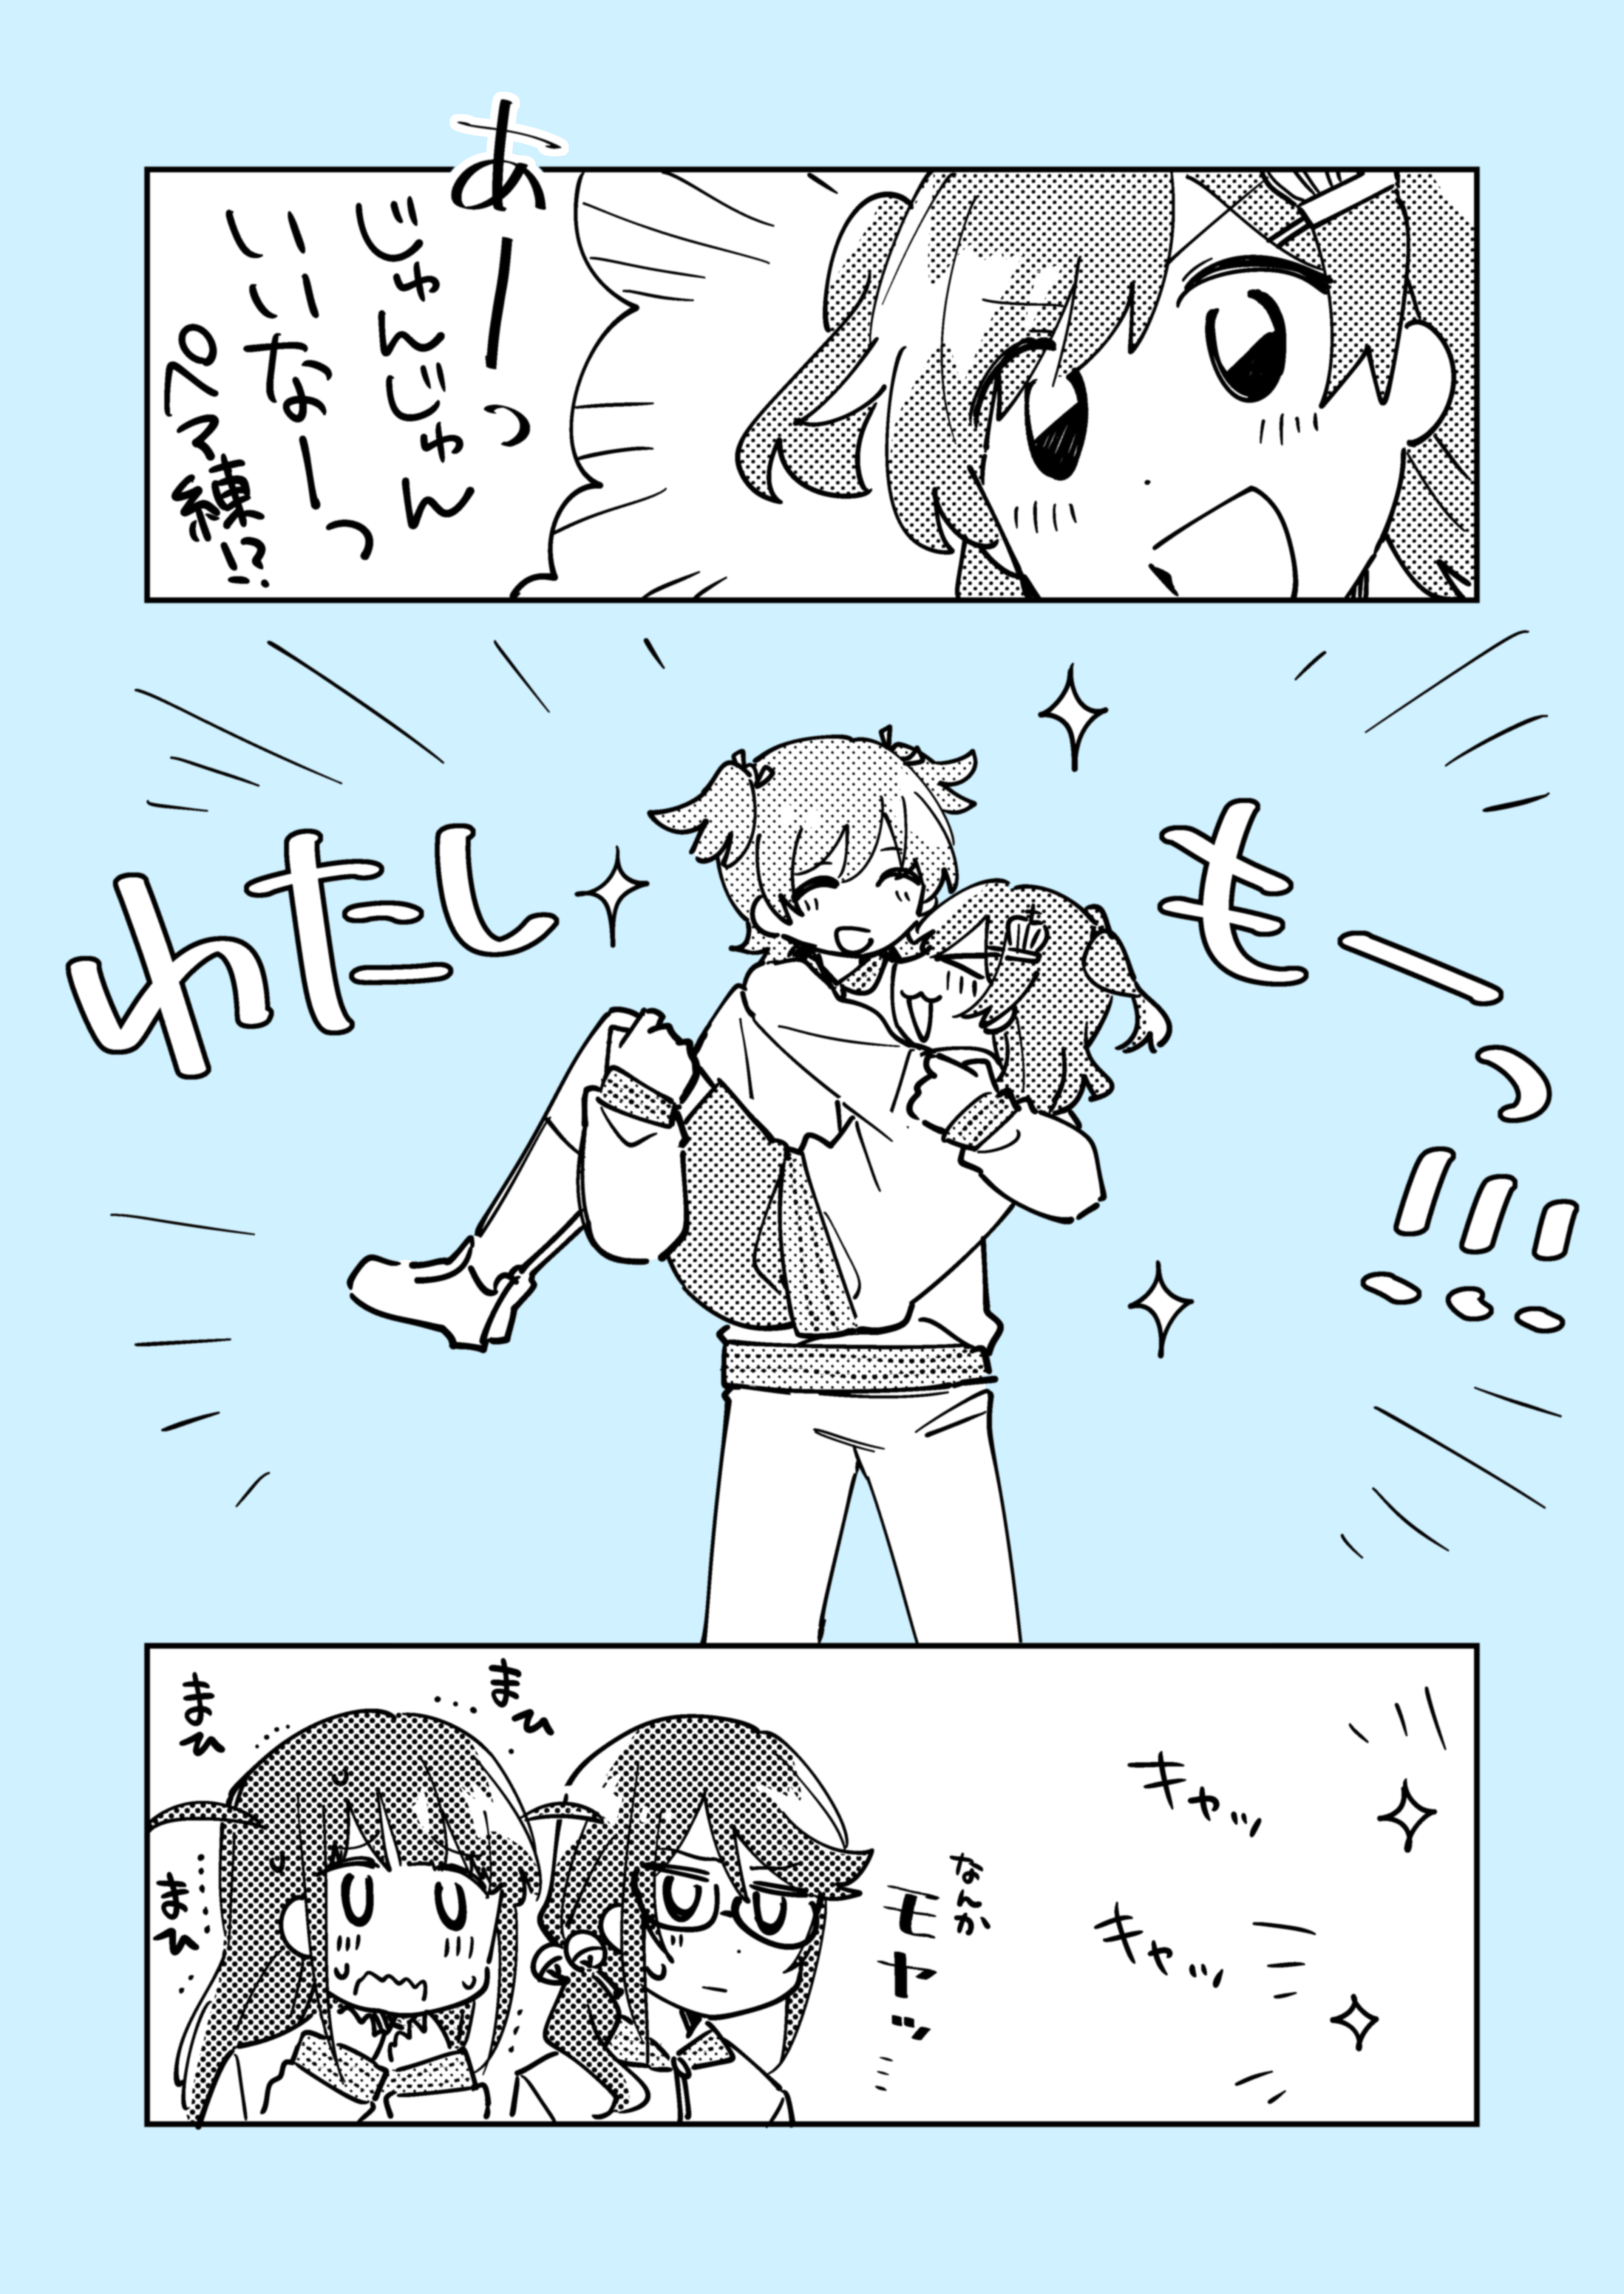 あーっ
じゅんじゅん
いいなーっ
ペア練!?
わたし
もーっ!!!
キャッ
キャッ
なんか
モヤッ…
まひ
まひ
まひ